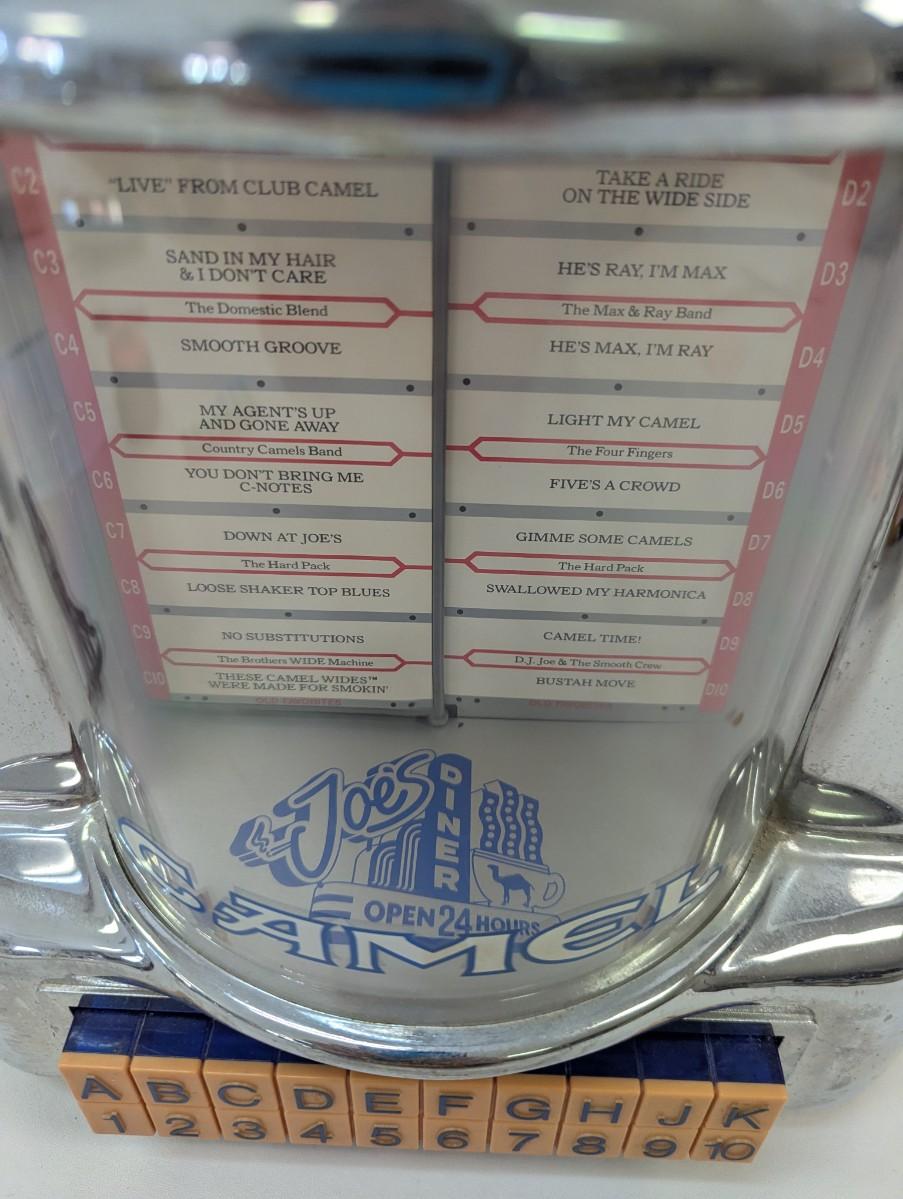 C2
"LIVE" FROM CLUB CAMEL
C3
SAND IN MY HAIR
& I DON'T CARE
The Domestic Blend
C4
SMOOTH GROOVE
C5
MY AGENT'S UP
AND GONE AWAY
Country Camels Band
C6
YOU DON'T BRING ME
C-NOTES
C7
DOWN AT JOE'S
The Hard Pack
C8
LOOSE SHAKER TOP BLUES
C9
NO SUBSTITUTIONS
The Brothers WIDE Machine
C10
THESE CAMEL WIDES™
WERE MADE FOR SMOKIN'
OLD FAVORITES
TAKE A RIDE
ON THE WIDE SIDE
D2
HE'S RAY, I'M MAX
D3
The Max & Ray Band
HE'S MAX, I'M RAY
D4
LIGHT MY CAMEL
D5
The Four Fingers
FIVE'S A CROWD
D6
GIMME SOME CAMELS
D7
The Hard Pack
SWALLOWED MY HARMONICA
D8
CAMEL TIME!
D9
D.J. Joe & The Smooth Crew
BUSTAH MOVE
D10
OLD FAVORITES
Joe's
DINER
OPEN 24 HOURS
CAMEL
A B C D E F G H J K
1 2 3 4 5 6 7 8 9 10